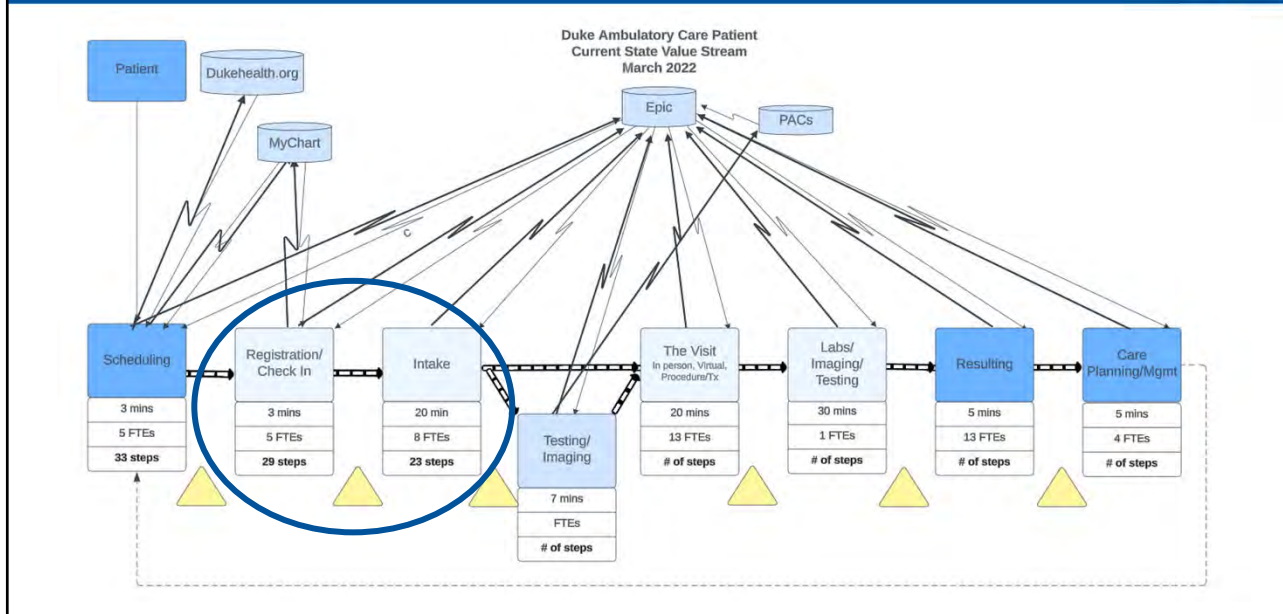 Duke Ambulatory Care Patient
Current State Value Stream
March 2022
Patient
Dukehealth.org
MyChart
Epic
PACs
C
Scheduling
3 mins
5 FTEs
33 steps
Registration/
Check In
3 mins
5 FTEs
29 steps
Intake
20 min
8 FTEs
23 steps
Testing/
Imaging
7 mins
FTEs
# of steps
The Visit
In person, Virtual,
Procedure/Tx
20 mins
13 FTEs
# of steps
Labs/
Imaging/
Testing
30 mins
1 FTEs
# of steps
Resulting
5 mins
13 FTEs
# of steps
Care
Planning/Mgmt
5 mins
4 FTEs
# of steps